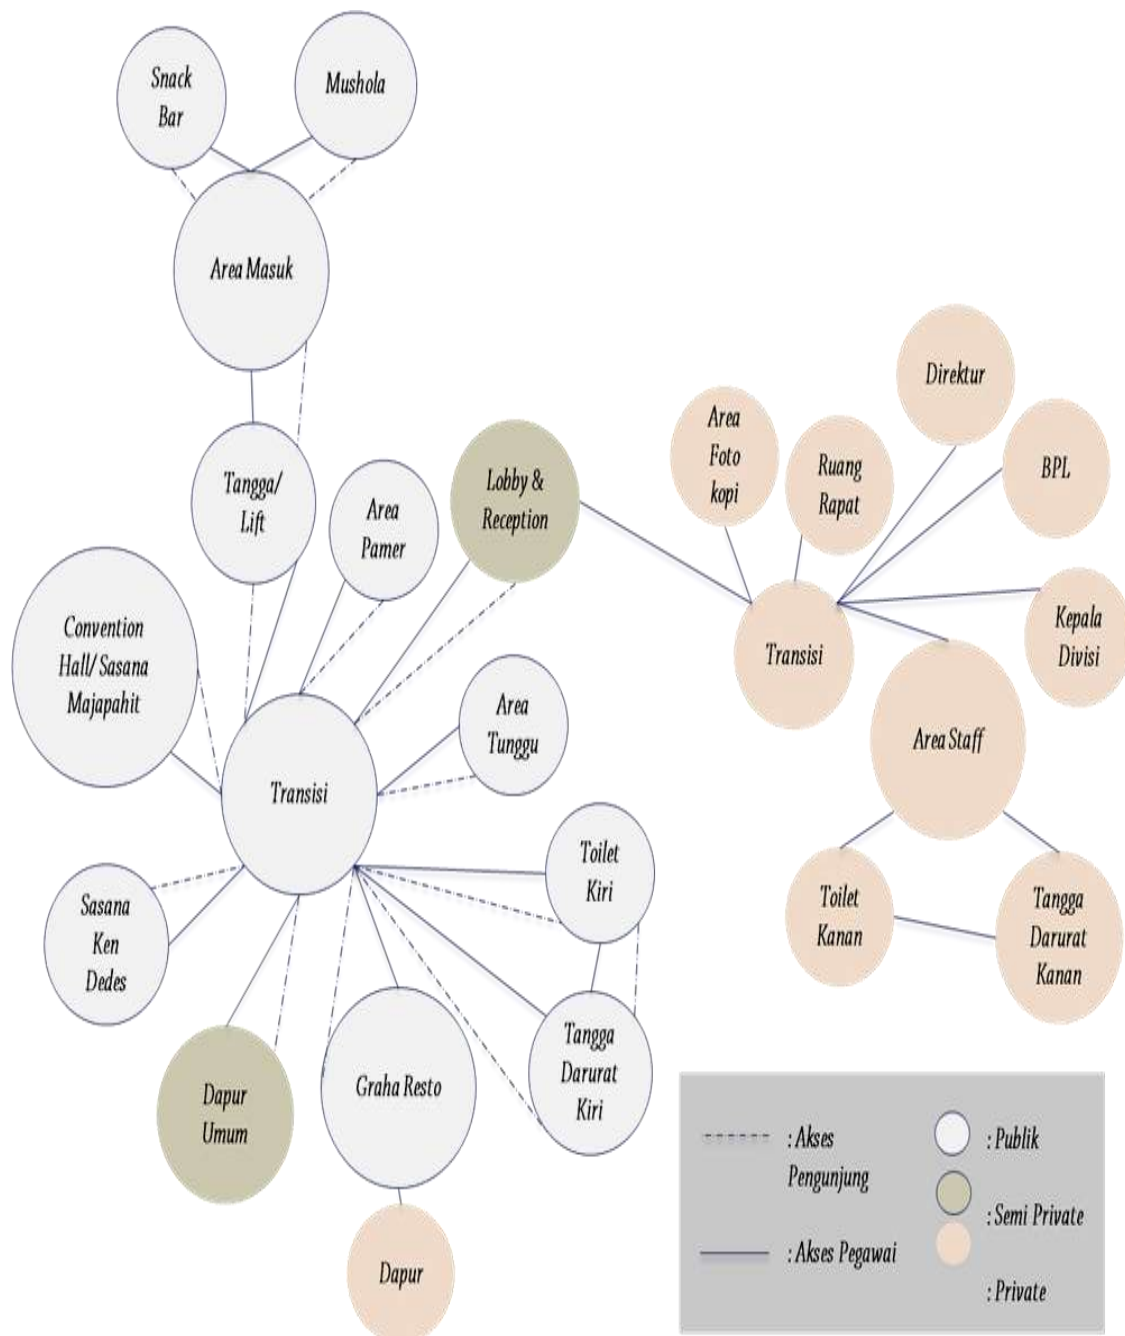 Snack
Bar
Mushola
Area Masuk
Tangga/
Lift
Area
Pamer
Lobby &
Reception
Convention
Hall/ Sasana
Majapahit
Transisi
Area
Tunggu
Sasana
Ken
Dedes
Toilet
Kiri
Tangga
Darurat
Kiri
Graha Resto
Dapur
Umum
Dapur
Area
Foto
kopi
Ruang
Rapat
Direktur
BPL
Kepala
Divisi
Transisi
Area Staff
Toilet
Kanan
Tangga
Darurat
Kanan
: Akses
Pengunjung
: Akses Pegawai
: Publik
: Semi Private
: Private